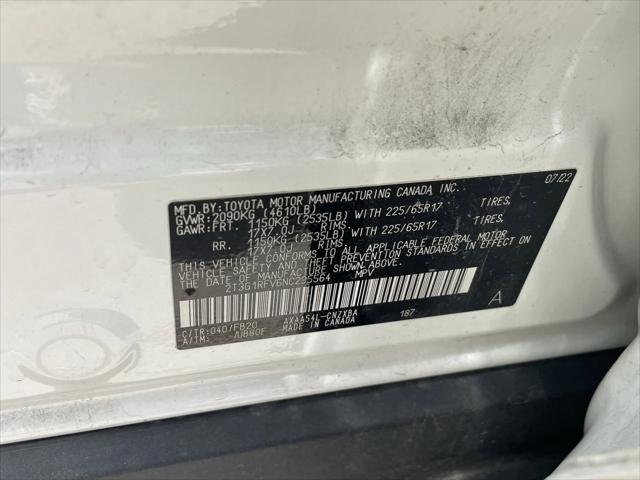 MFD. BY: TOYOTA MOTOR MANUFACTURING CANADA INC. 07/22
GVWR: 2090KG (4610LB)
GAWR: FRT. 1150KG (2535LB) WITH 225/65R17 TIRES.
17X7.0J RIMS.
RR. 1150KG (2535LB) WITH 225/65R17 TIRES.
17X7.0J RIMS.
THIS VEHICLE CONFORMS TO ALL APPLICABLE FEDERAL MOTOR
VEHICLE SAFETY AND THEFT PREVENTION STANDARDS IN EFFECT ON
THE DATE OF MANUFACTURE SHOWN ABOVE.
2T3G1RFV6NC295564 MPV
A
C/TR: 040/FB20 AXAA54L-CNZXBA 187
A/TM: /UB80F MADE IN CANADA